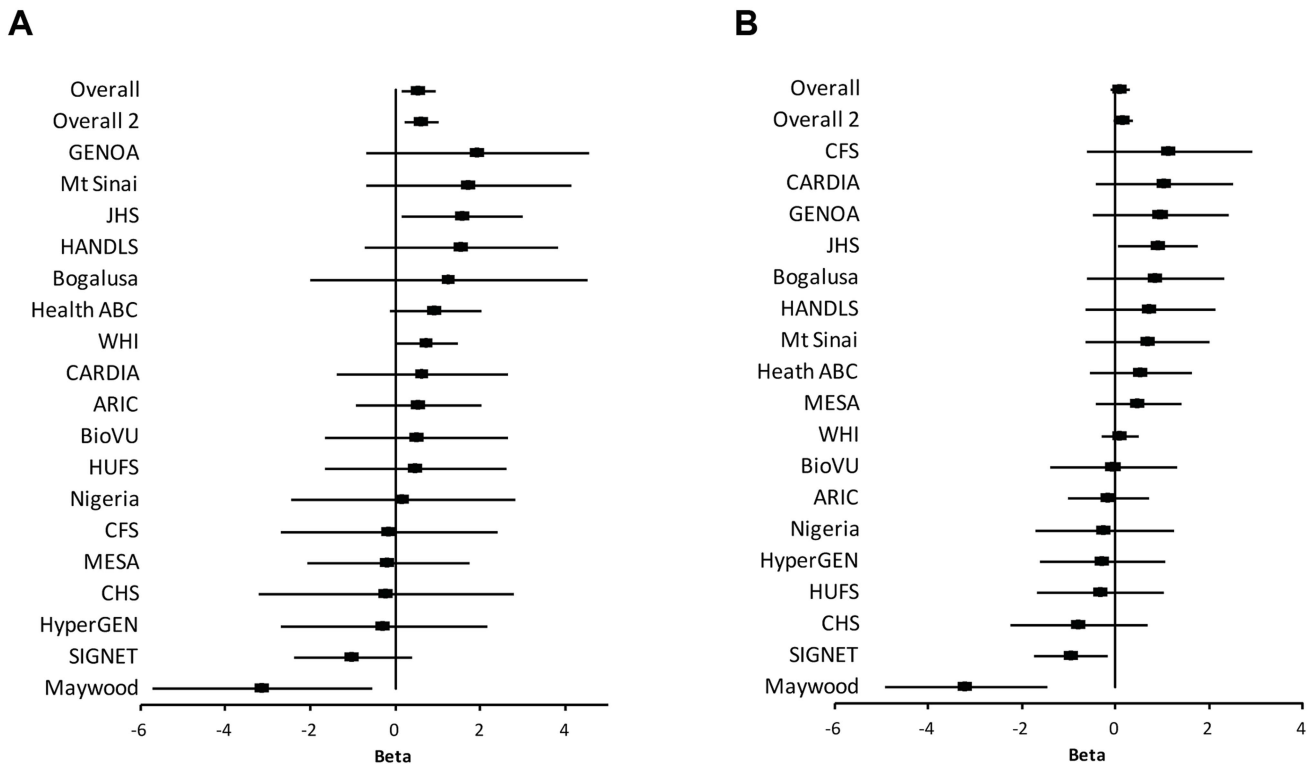 A
Overall
Overall 2
GENOA
Mt Sinai
JHS
HANDLS
Bogalusa
Health ABC
WHI
CARDIA
ARIC
BioVU
HUFS
Nigeria
CFS
MESA
CHS
HyperGEN
SIGNET
Maywood
-6 -4 -2 0 2 4
Beta
B
Overall
Overall 2
CFS
CARDIA
GENOA
JHS
Bogalusa
HANDLS
Mt Sinai
Heath ABC
MESA
WHI
BioVU
ARIC
Nigeria
HyperGEN
HUFS
CHS
SIGNET
Maywood
-6 -4 -2 0 2 4
Beta